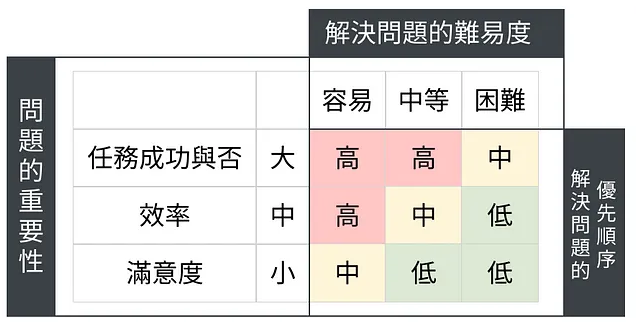 解決問題的難易度
問題的重要性
容易 中等 困難
任務成功與否 大 高 高 中
效率 中 高 中 低
滿意度 小 中 低 低
解決問題的
優先順序